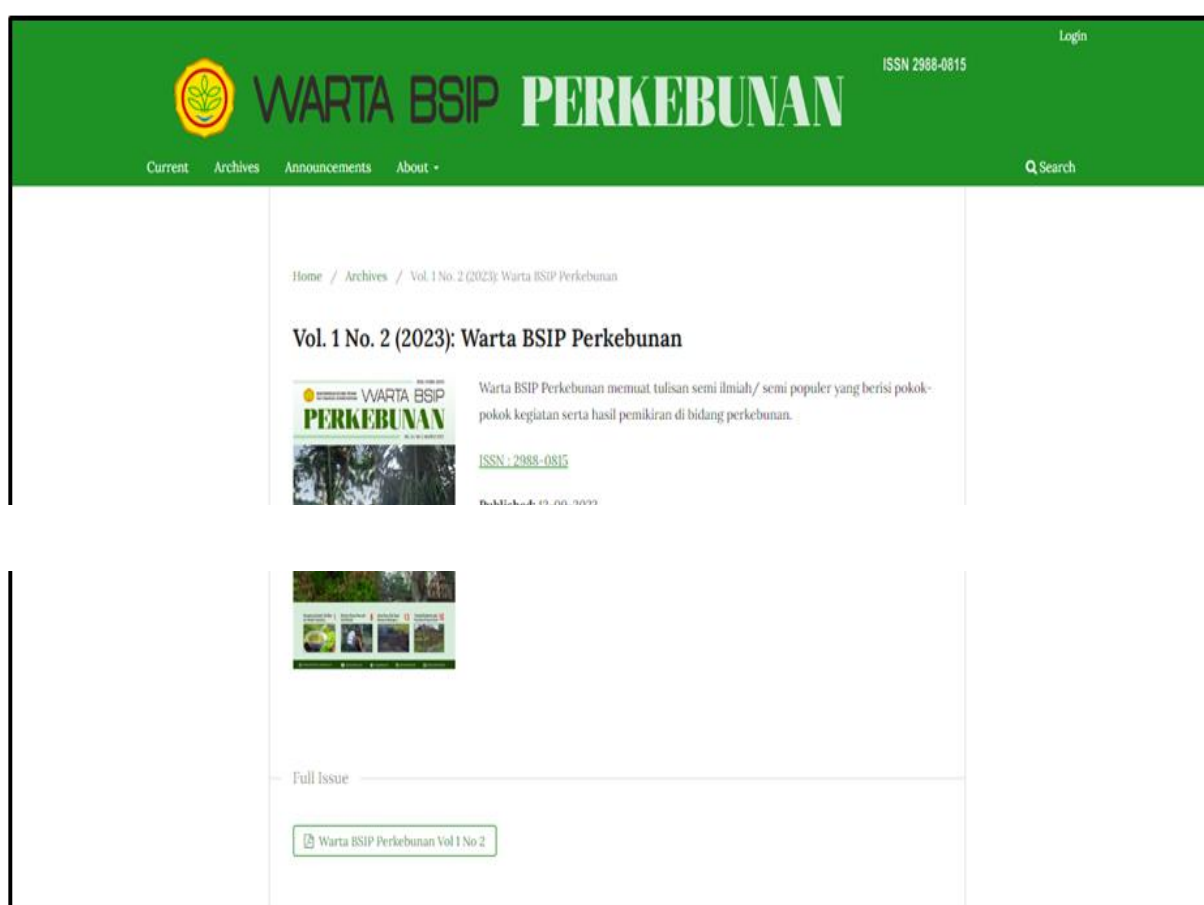 Login
ISSN 2988-0815
WARTA BSIP PERKEBUNAN
Current Archives Announcements About
Search
Home / Archives / Vol. 1 No. 2 (2023): Warta BSIP Perkebunan
Vol. 1 No. 2 (2023): Warta BSIP Perkebunan
WARTA BSIP
PERKEBUNAN
Warta BSIP Perkebunan memuat tulisan semi ilmiah/ semi populer yang berisi pokok-
pokok kegiatan serta hasil pemikiran di bidang perkebunan.
ISSN : 2988-0815
Published:
Full Issue
Warta BSIP Perkebunan Vol 1 No 2